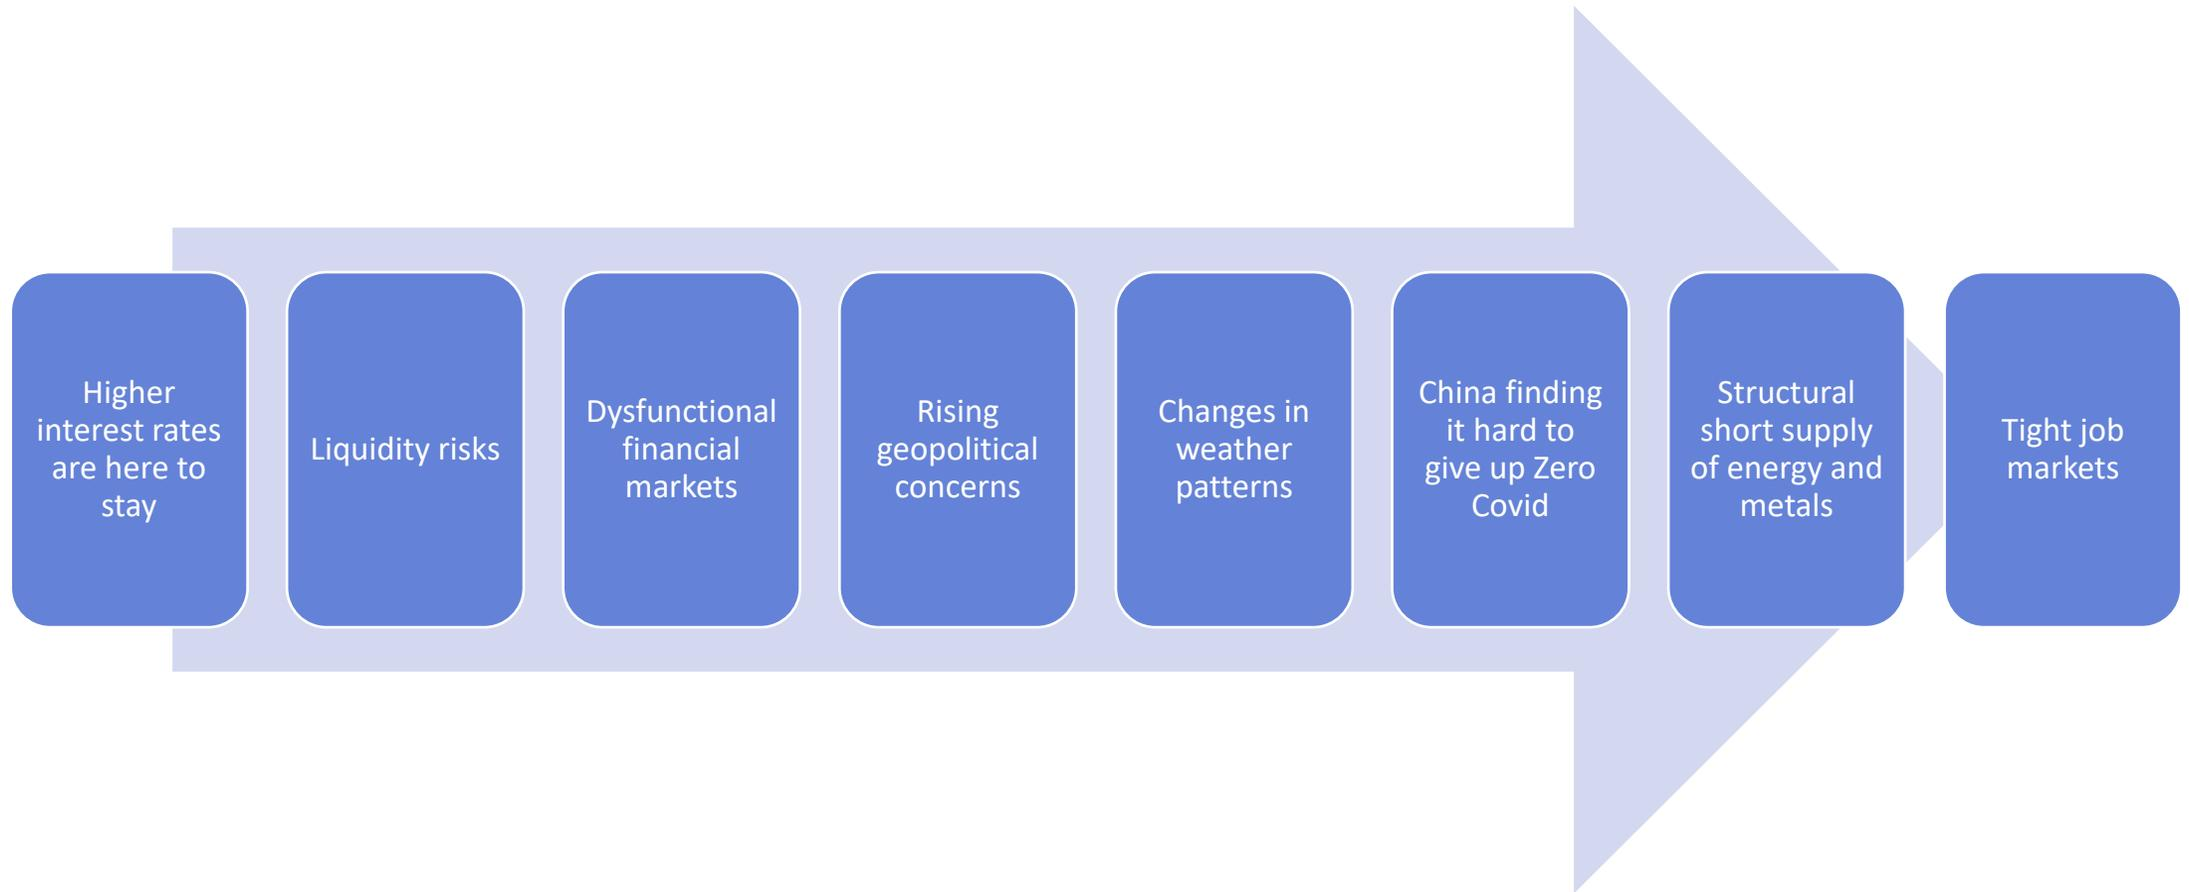 Higher
interest rates
are here to
stay
Liquidity risks
Dysfunctional
financial
markets
Rising
geopolitical
concerns
Changes in
weather
patterns
China finding
it hard to
give up Zero
Covid
Structural
short supply
of energy and
metals
Tight job
markets